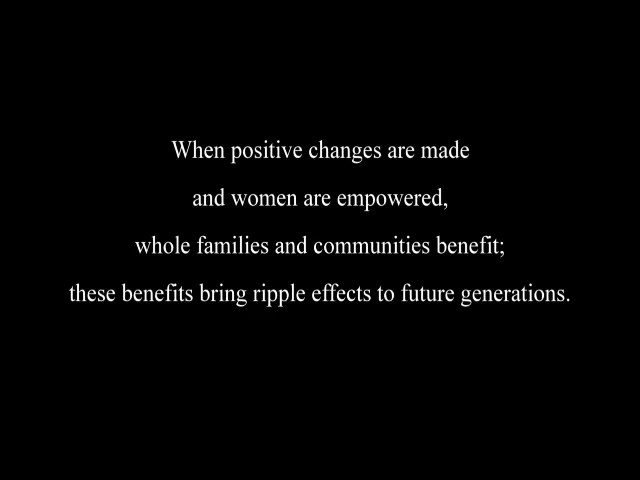 When positive changes are made
and women are empowered,
whole families and communities benefit;
these benefits bring ripple effects to future generations.